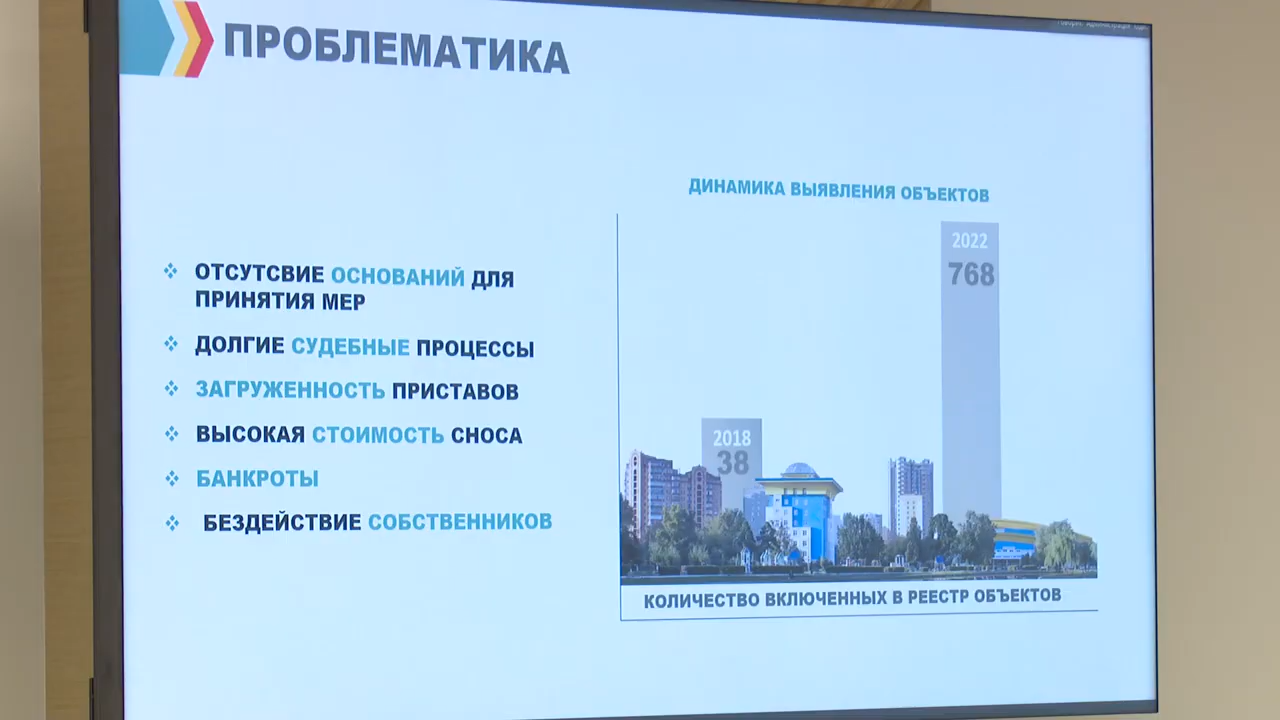 ПРОБЛЕМАТИКА
ОТСУТСВИЕ ОСНОВАНИЙ ДЛЯ
ПРИНЯТИЯ МЕР
ДОЛГИЕ СУДЕБНЫЕ ПРОЦЕССЫ
ЗАГРУЖЕННОСТЬ ПРИСТАВОВ
ВЫСОКАЯ СТОИМОСТЬ СНОСА
БАНКРОТЫ
БЕЗДЕЙСТВИЕ СОБСТВЕННИКОВ
ДИНАМИКА ВЫЯВЛЕНИЯ ОБЪЕКТОВ
2018
38
2022
768
КОЛИЧЕСТВО ВКЛЮЧЕННЫХ В РЕЕСТР ОБЪЕКТОВ